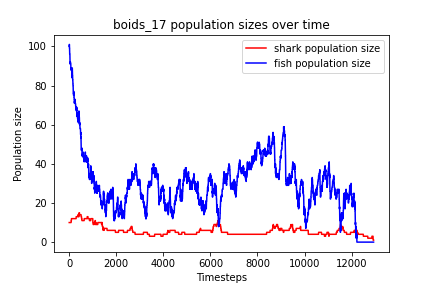 boids_17 population sizes over time
shark population size
fish population size
Population size
100
80
60
40
20
0
0
2000
4000
6000
8000
10000
12000
Timesteps